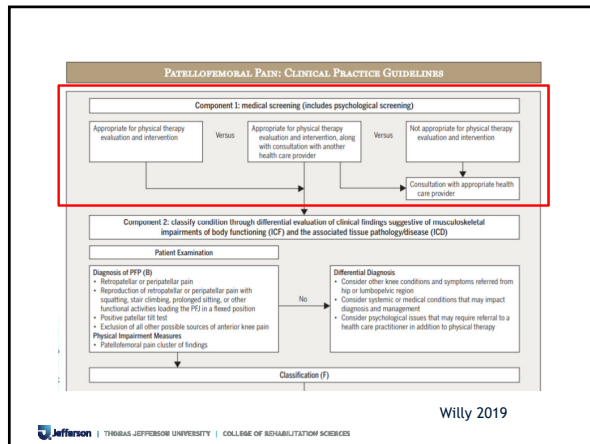 PATELLOFEMORAL PAIN: CLINICAL PRACTICE GUIDELINES
Component 1: medical screening (includes psychological screening)
Appropriate for physical therapy
evaluation and intervention
Versus
Appropriate for physical therapy
evaluation and intervention, along
with consultation with another
health care provider
Versus
Not appropriate for physical therapy
evaluation and intervention
Consultation with appropriate health
care provider
Component 2: classify condition through differential evaluation of clinical findings suggestive of musculoskeletal
impairments of body functioning (ICF) and the associated tissue pathology/disease (ICD)
Patient Examination
Diagnosis of PFP (B)
• Retropatellar or peripatellar pain
• Reproduction of retropatellar or peripatellar pain with
squatting, stair climbing, prolonged sitting, or other
functional activities loading the PFJ in a flexed position
• Positive patellar tilt test
• Exclusion of all other possible sources of anterior knee pain
Physical Impairment Measures
• Patellofemoral pain cluster of findings
No
Differential Diagnosis
• Consider other knee conditions and symptoms referred from
hip or lumbopelvic region
• Consider systemic or medical conditions that may impact
diagnosis and management
• Consider psychological issues that may require referral to a
health care practitioner in addition to physical therapy
Classification (F)
Willy 2019
Jefferson | THOMAS JEFFERSON UNIVERSITY | COLLEGE OF REHABILITATION SCIENCES